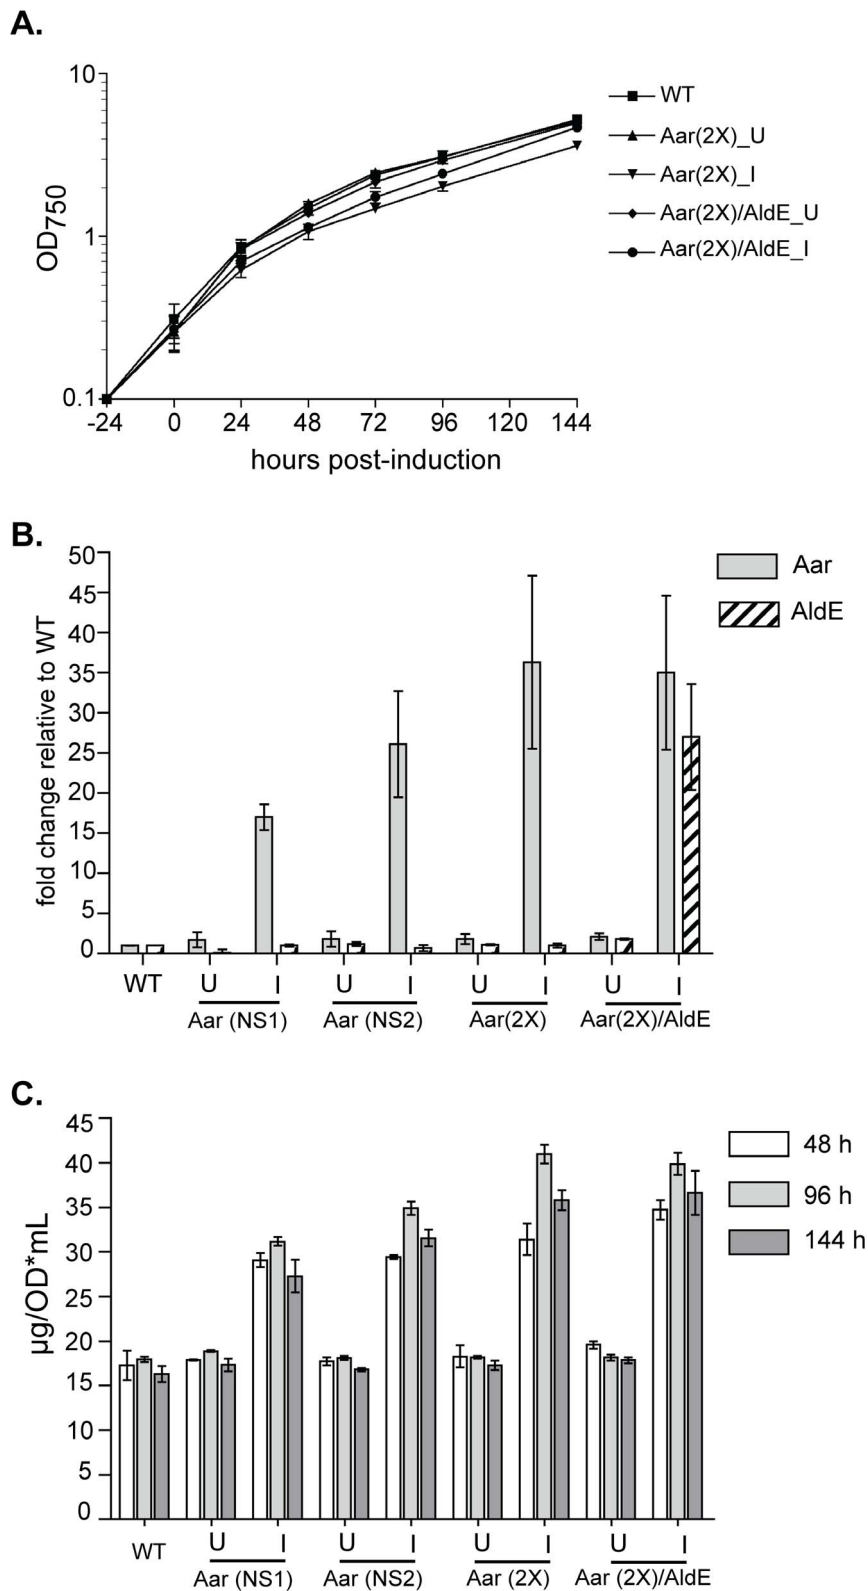 A.
10
1
0.1
OD750
-24 0 24 48 72 96 120 144
hours post-induction
WT
Aar(2X)_U
Aar(2X)_I
Aar(2X)/AldE_U
Aar(2X)/AldE_I
B.
50
45
40
35
30
25
20
15
10
5
0
fold change relative to WT
Aar
AldE
WT U I U I U I U I
Aar (NS1) Aar (NS2) Aar(2X) Aar(2X)/AldE
C.
45
40
35
30
25
20
15
10
5
0
µg/OD*mL
48 h
96 h
144 h
WT U I U I U I U I
Aar (NS1) Aar (NS2) Aar (2X) Aar (2X)/AldE